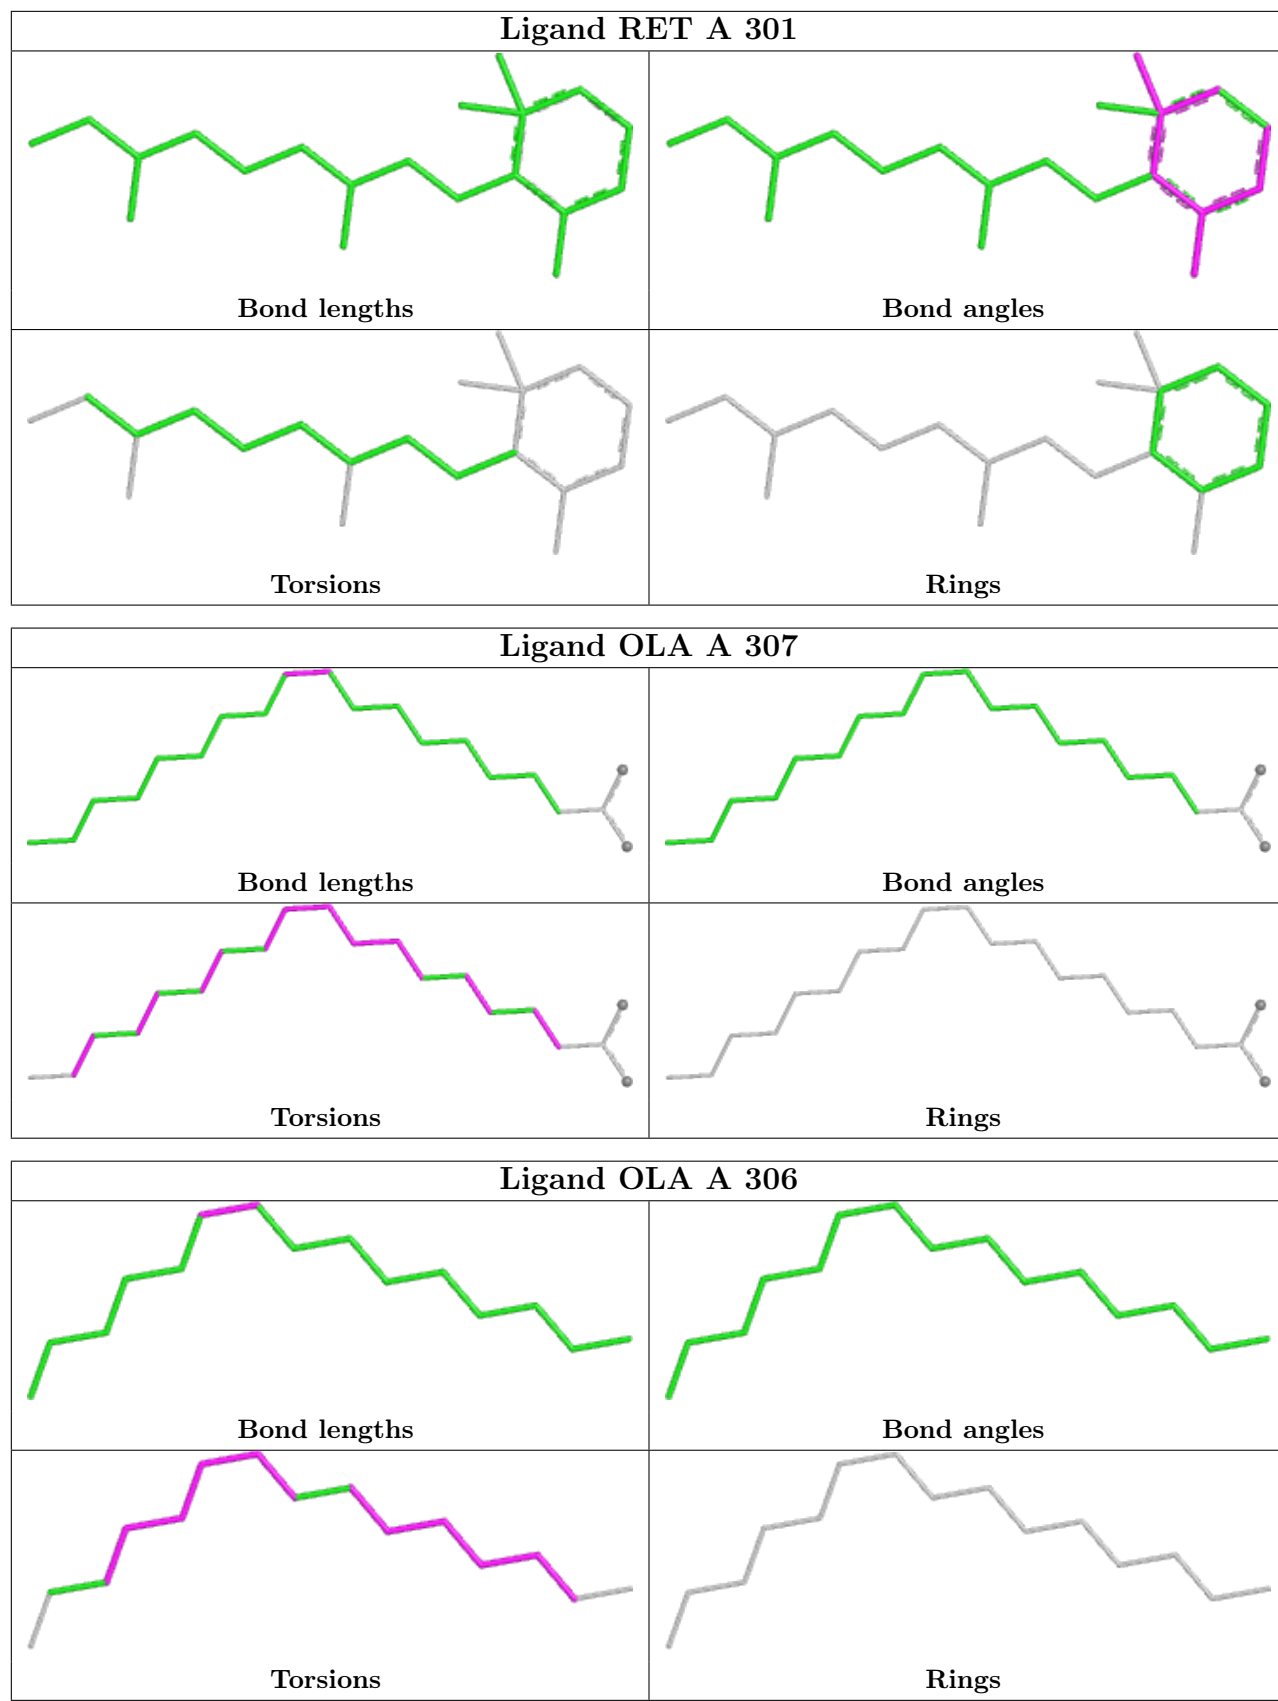 Ligand RET A 301
Bond lengths
Bond angles
Torsions
Rings
Ligand OLA A 307
Bond lengths
Bond angles
Torsions
Rings
Ligand OLA A 306
Bond lengths
Bond angles
Torsions
Rings